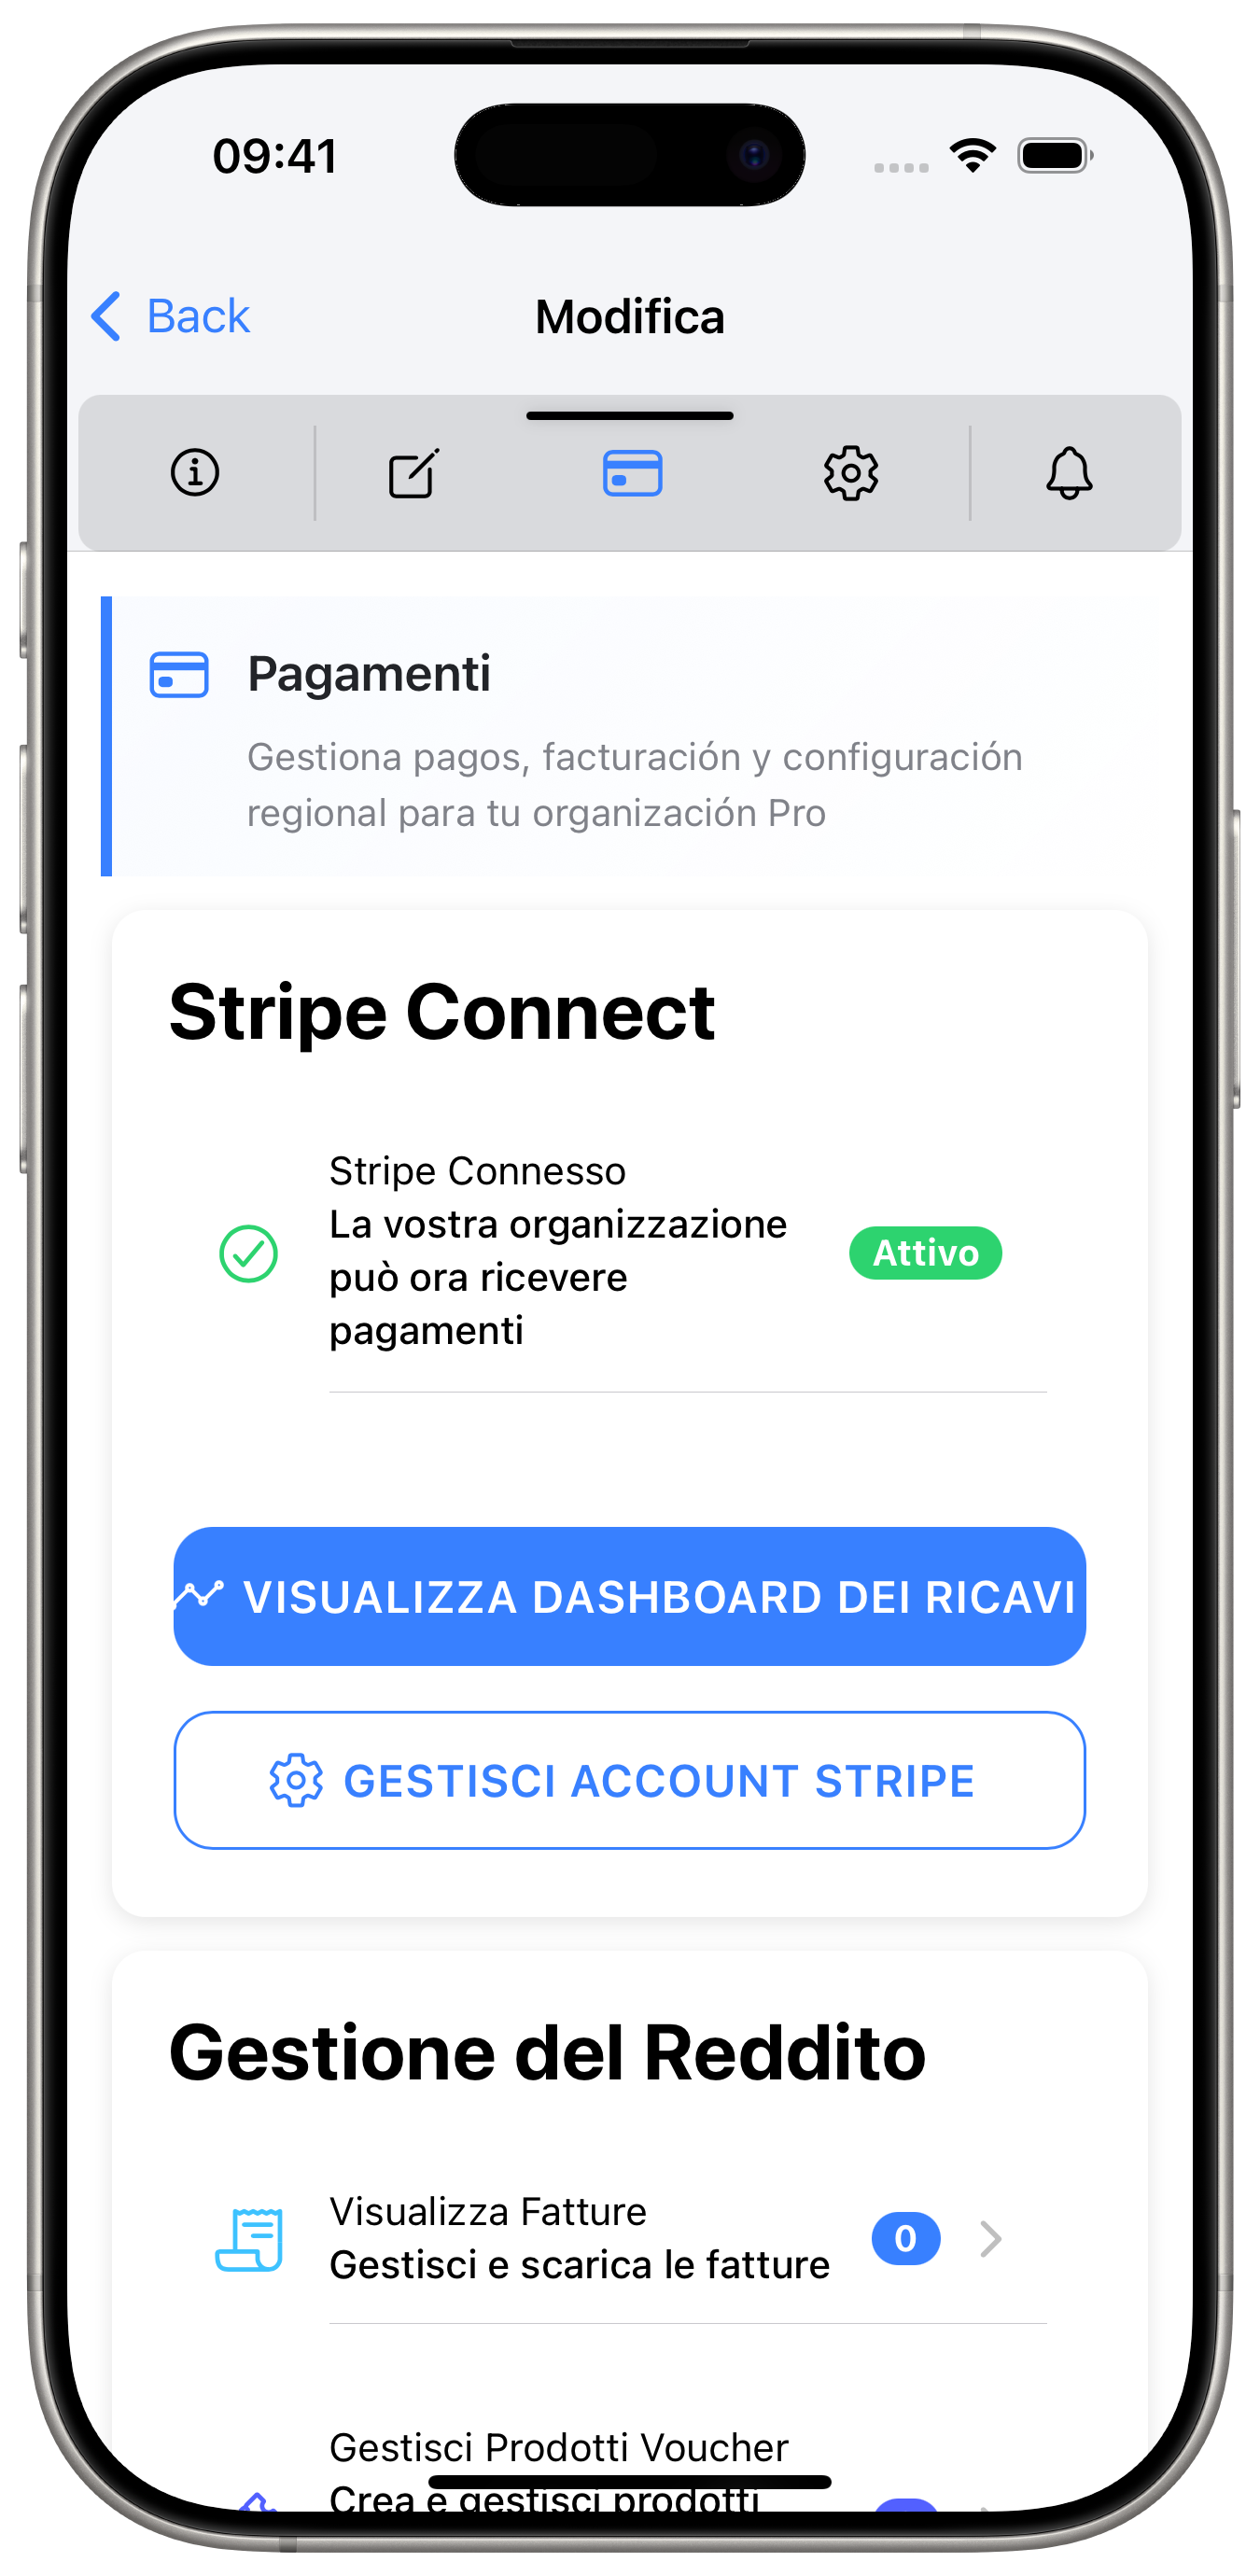 09:41
Back
Modifica
Pagamenti
Gestiona pagos, facturación y configuración
regional para tu organización Pro
Stripe Connect
Stripe Connesso
La vostra organizzazione
può ora ricevere
pagamenti
Attivo
VISUALIZZA DASHBOARD DEI RICAVI
GESTISCI ACCOUNT STRIPE
Gestione del Reddito
Visualizza Fatture
Gestisci e scarica le fatture
0
Gestisci Prodotti Voucher
Crea e gestisci prodotti